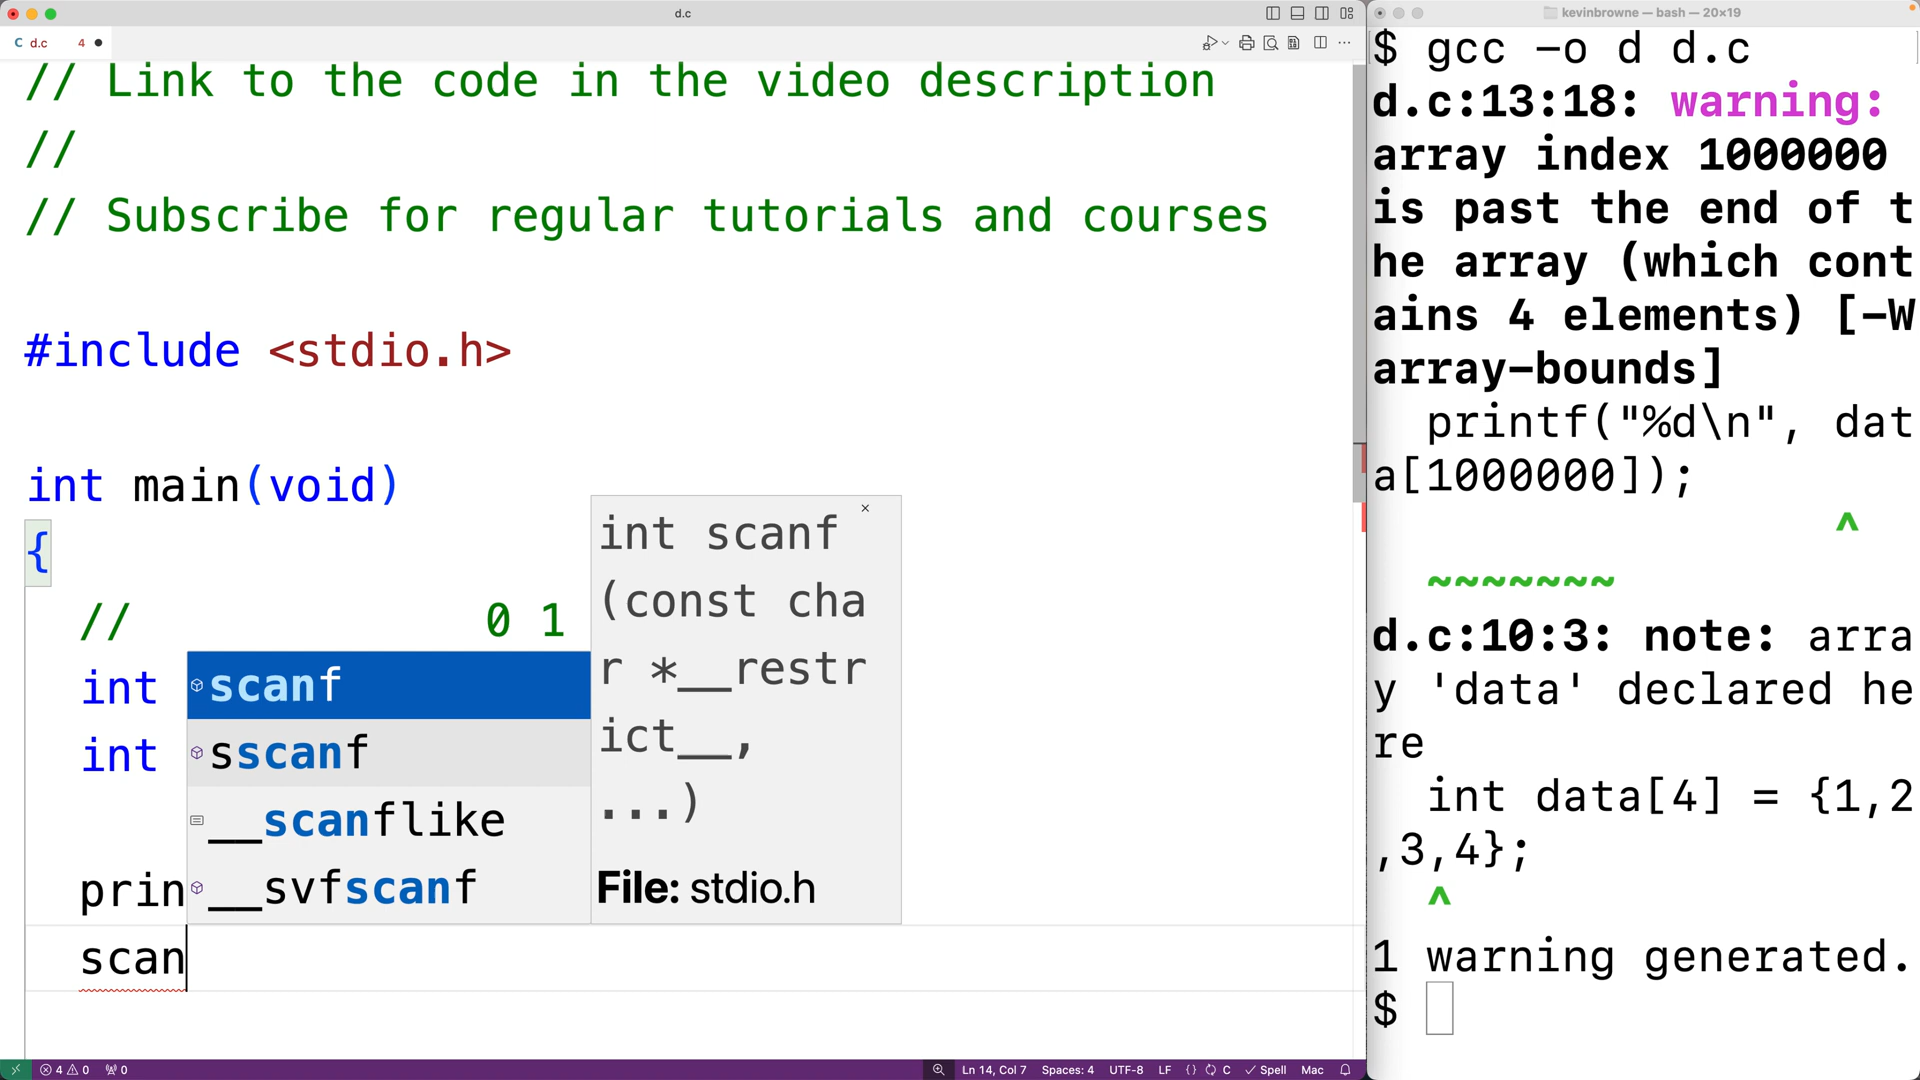 d.c
C d.c 4
// Link to the code in the video description
//
// Subscribe for regular tutorials and courses
#include <stdio.h>
int main(void)
{
// 0 1
int
int
prin
scan
scanf
sscanf
__scanflike
__svfscanf
int scanf
(const cha
r *__restr
ict__,
...)
File: stdio.h
4 0 0
Ln 14, Col 7 Spaces: 4 UTF-8 LF {} C Spell Mac
kevinbrowne — bash — 20×19
$ gcc -o d d.c
d.c:13:18: warning:
array index 1000000
is past the end of t
he array (which cont
ains 4 elements) [-W
array-bounds]
printf("%d\n", dat
a[1000000]);
^
~~~~~~~
d.c:10:3: note: arra
y 'data' declared he
re
int data[4] = {1,2
,3,4};
^
1 warning generated.
$